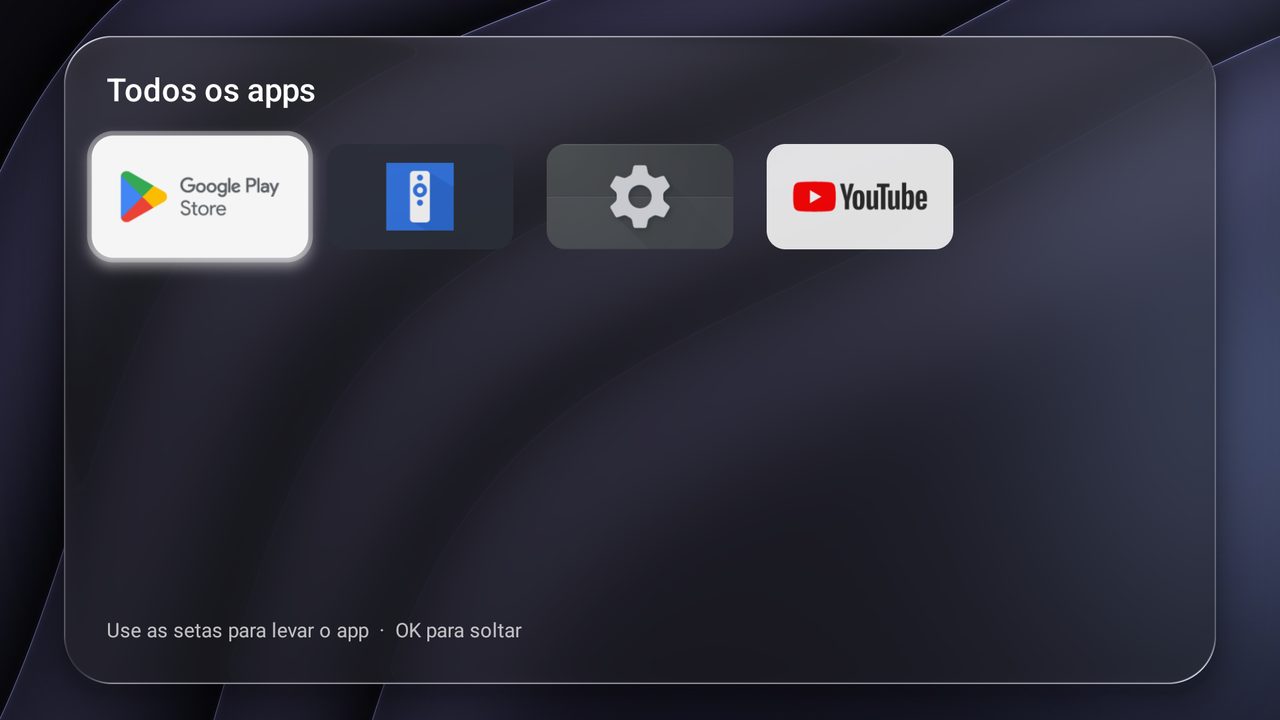 Todos os apps
Google Play
Store
YouTube
Use as setas para levar o app · OK para soltar